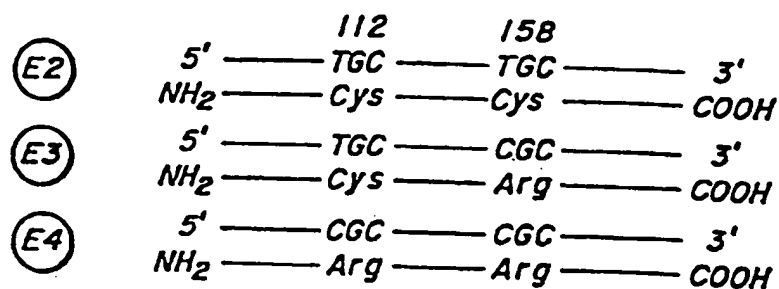 112 158
E2 5' TGC TGC 3'
NH2 Cys Cys COOH
E3 5' TGC CGC 3'
NH2 Cys Arg COOH
E4 5' CGC CGC 3'
NH2 Arg Arg COOH